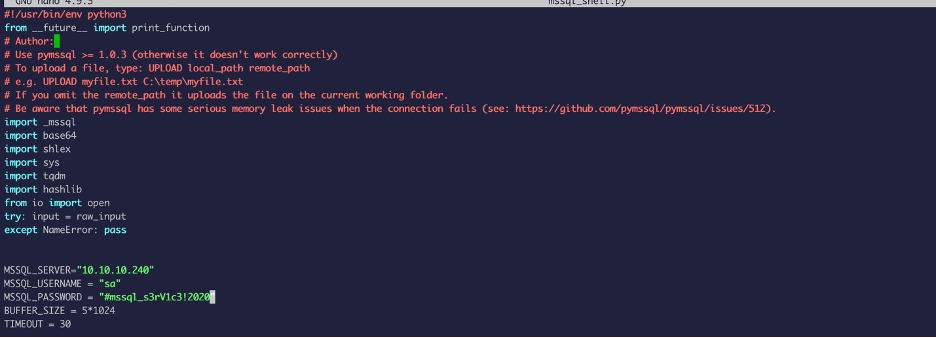 GNU nano 4.9.3 mssql_shell.py
#!/usr/bin/env python3
from __future__ import print_function
# Author:
# Use pymssql >= 1.0.3 (otherwise it doesn't work correctly)
# To upload a file, type: UPLOAD local_path remote_path
# e.g. UPLOAD myfile.txt C:\temp\myfile.txt
# If you omit the remote_path it uploads the file on the current working folder.
# Be aware that pymssql has some serious memory leak issues when the connection fails (see: https://github.com/pymssql/pymssql/issues/512).
import _mssql
import base64
import shlex
import sys
import tqdm
import hashlib
from io import open
try: input = raw_input
except NameError: pass
MSSQL_SERVER="10.10.10.240"
MSSQL_USERNAME = "sa"
MSSQL_PASSWORD = "#mssql_s3rV1c3!2020"
BUFFER_SIZE = 5*1024
TIMEOUT = 30